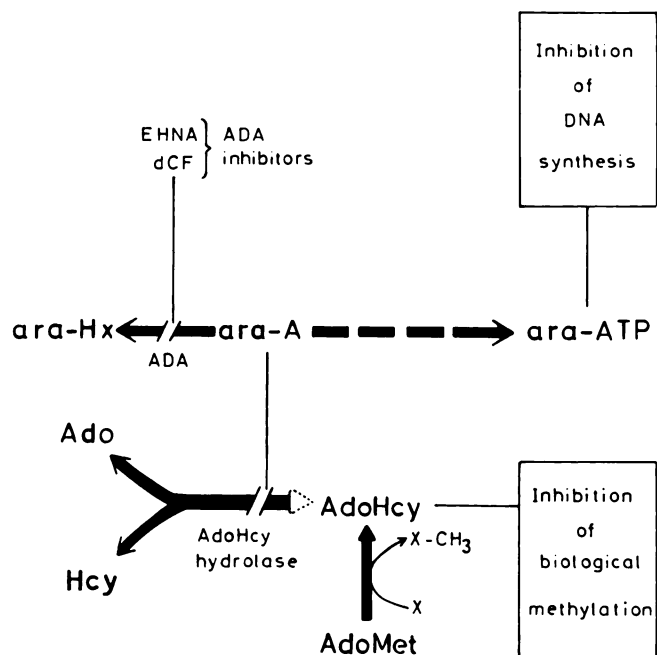 Inhibition
of
DNA
synthesis
EHNA
dCF
ADA
inhibitors
ara-Hx
ara-A
ara-ATP
ADA
Ado
Hcy
AdoHcy
hydrolase
AdoHcy
X-CH3
X
AdoMet
Inhibition
of
biological
methylation